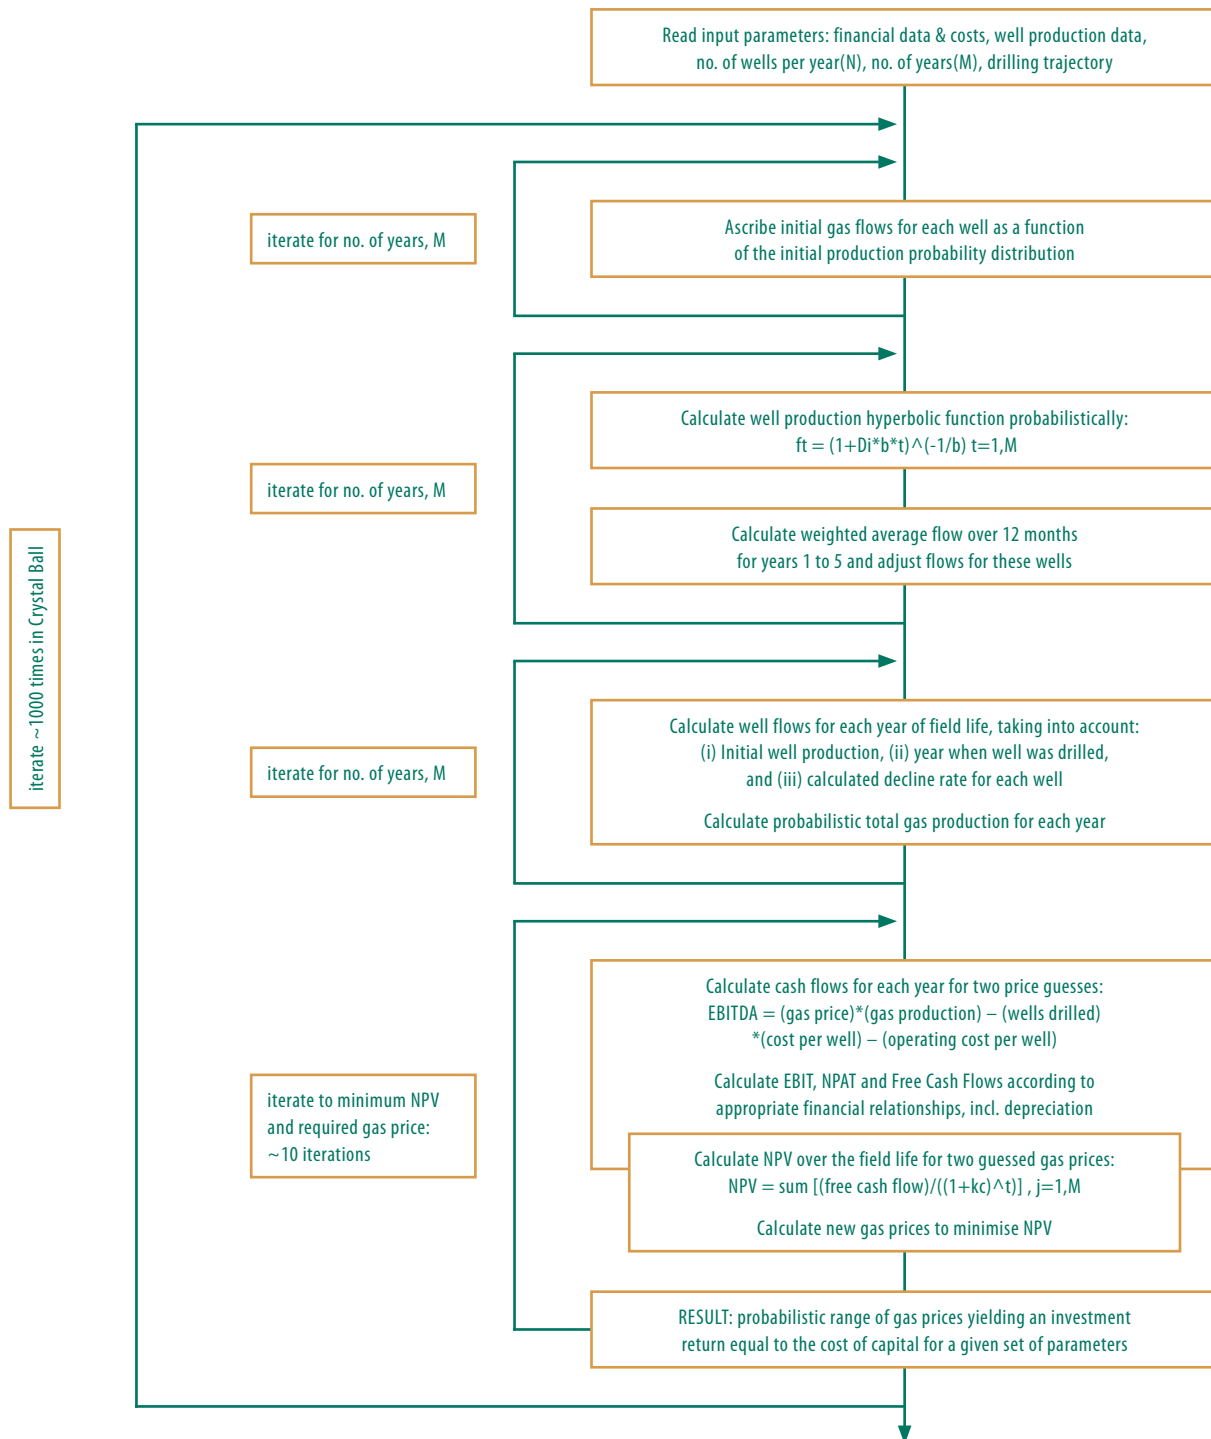 Read input parameters: financial data & costs, well production data,
no. of wells per year(N), no. of years(M), drilling trajectory
iterate for no. of years, M
Ascribe initial gas flows for each well as a function
of the initial production probability distribution
iterate for no. of years, M
Calculate well production hyperbolic function probabilistically:
ft = (1+Di*b*t)^(-1/b) t=1,M
Calculate weighted average flow over 12 months
for years 1 to 5 and adjust flows for these wells
iterate ~1000 times in Crystal Ball
iterate for no. of years, M
Calculate well flows for each year of field life, taking into account:
(i) Initial well production, (ii) year when well was drilled,
and (iii) calculated decline rate for each well
Calculate probabilistic total gas production for each year
iterate to minimum NPV
and required gas price:
~10 iterations
Calculate cash flows for each year for two price guesses:
EBITDA = (gas price)*(gas production) – (wells drilled)
*(cost per well) – (operating cost per well)
Calculate EBIT, NPAT and Free Cash Flows according to
appropriate financial relationships, incl. depreciation
Calculate NPV over the field life for two guessed gas prices:
NPV = sum [(free cash flow)/((1+kc)^t)] , j=1,M
Calculate new gas prices to minimise NPV
RESULT: probabilistic range of gas prices yielding an investment
return equal to the cost of capital for a given set of parameters